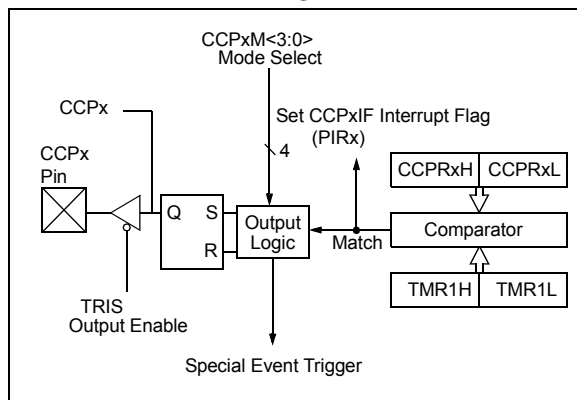 CCPxM<3:0>
Mode Select
CCPx
Set CCPxIF Interrupt Flag
(PIRx)
CCPx
Pin
4
CCPRxH CCPRxL
Q S
R
Output
Logic
Match
Comparator
TRIS
Output Enable
TMR1H TMR1L
Special Event Trigger